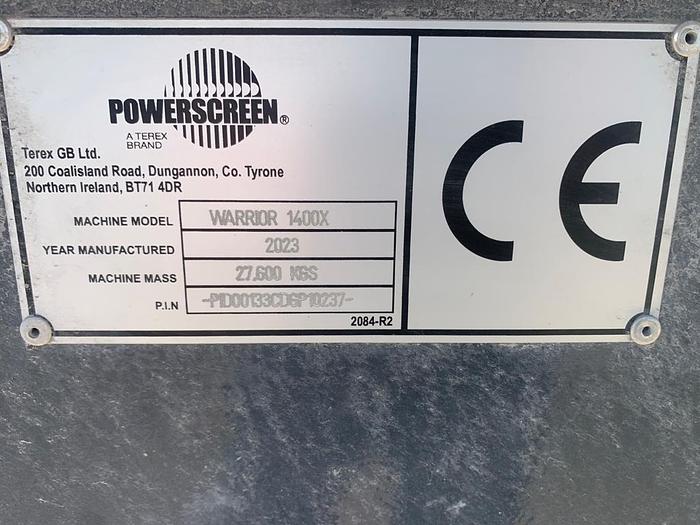 POWERSCREEN®
A TEREX
BRAND
Terex GB Ltd.
200 Coalisland Road, Dungannon, Co. Tyrone
Northern Ireland, BT71 4DR
MACHINE MODEL WARRIOR 1400X
YEAR MANUFACTURED 2023
MACHINE MASS 27,600 KGS
P.I.N -PID00133CDGP10237-
2084-R2
CE